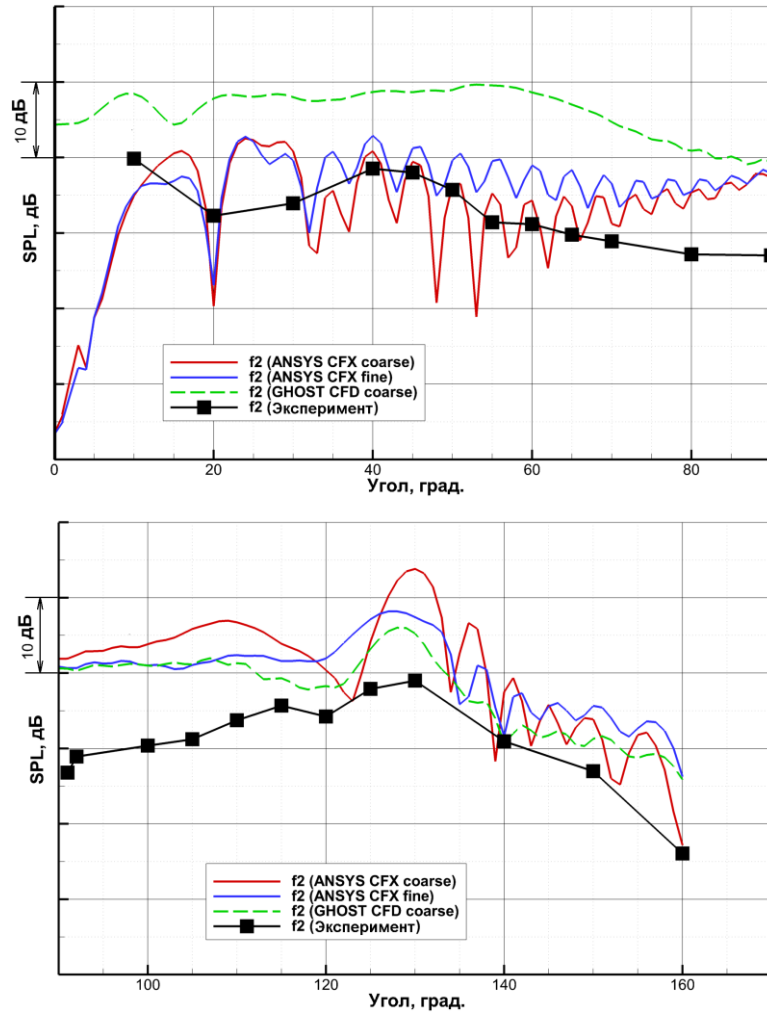 10 дБ
SPL, дБ
f2 (ANSYS CFX coarse)
f2 (ANSYS CFX fine)
f2 (GHOST CFD coarse)
f2 (Эксперимент)
0 20 40 60 80
Угол, град.
10 дБ
SPL, дБ
f2 (ANSYS CFX coarse)
f2 (ANSYS CFX fine)
f2 (GHOST CFD coarse)
f2 (Эксперимент)
100 120 140 160
Угол, град.